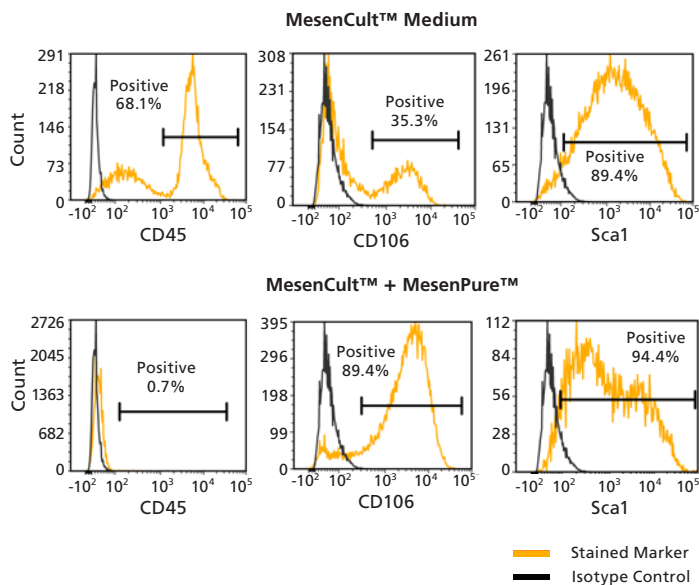 MesenCult™ Medium
Count
291
218
146
73
0
Positive
68.1%
-10² 10² 10³ 10⁴ 10⁵
CD45
308
231
154
77
0
Positive
35.3%
-10² 10² 10³ 10⁴ 10⁵
CD106
261
196
131
65
0
Positive
89.4%
-10² 10² 10³ 10⁴ 10⁵
Sca1
MesenCult™ + MesenPure™
Count
2726
2045
1363
682
0
Positive
0.7%
-10² 10² 10³ 10⁴ 10⁵
CD45
395
296
198
99
0
Positive
89.4%
-10² 10² 10³ 10⁴ 10⁵
CD106
112
84
56
28
0
Positive
94.4%
-10² 10² 10³ 10⁴ 10⁵
Sca1
Stained Marker
Isotype Control